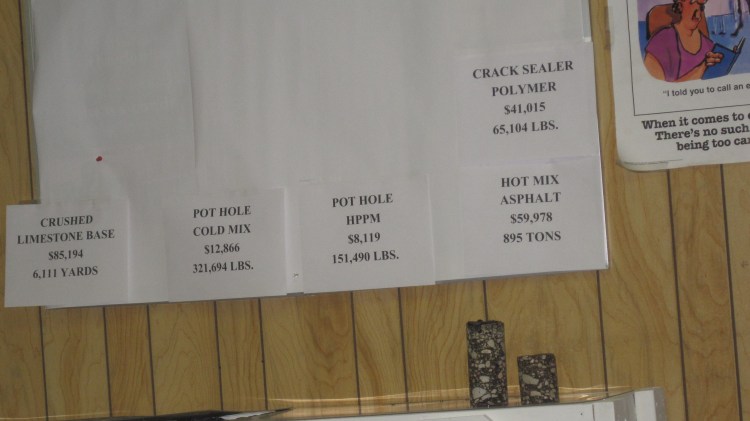 CRUSHED
LIMESTONE BASE
$85,194
6,111 YARDS
POT HOLE
COLD MIX
$12,866
321,694 LBS.
POT HOLE
HPPM
$8,119
151,490 LBS.
CRACK SEALER
POLYMER
$41,015
65,104 LBS.
HOT MIX
ASPHALT
$59,978
895 TONS
"I told you to call an
When it comes to
There's no such
being too